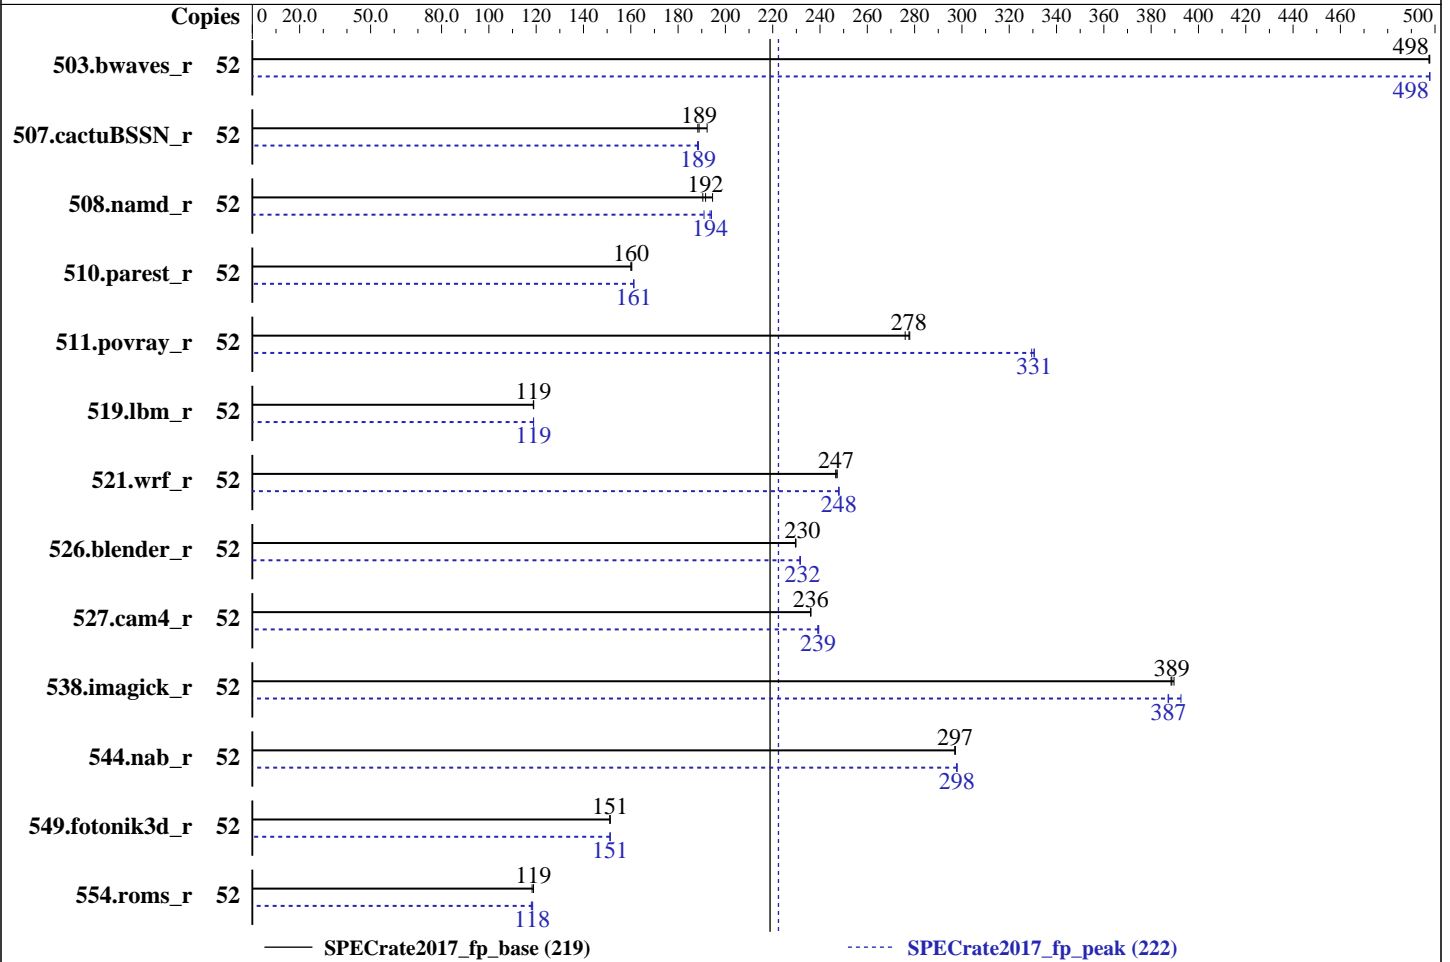 Copies 0 20.0 50.0 80.0 100 120 140 160 180 200 220 240 260 280 300 320 340 360 380 400 420 440 460 500
503.bwaves_r 52 498
498
507.cactuBSSN_r 52 189
189
508.namd_r 52 192
194
510.parest_r 52 160
161
511.povray_r 52 278
331
519.lbm_r 52 119
119
521.wrf_r 52 247
248
526.blender_r 52 230
232
527.cam4_r 52 236
239
538.imagick_r 52 389
387
544.nab_r 52 297
298
549.fotonik3d_r 52 151
151
554.roms_r 52 119
118
SPECrate2017_fp_base (219) SPECrate2017_fp_peak (222)